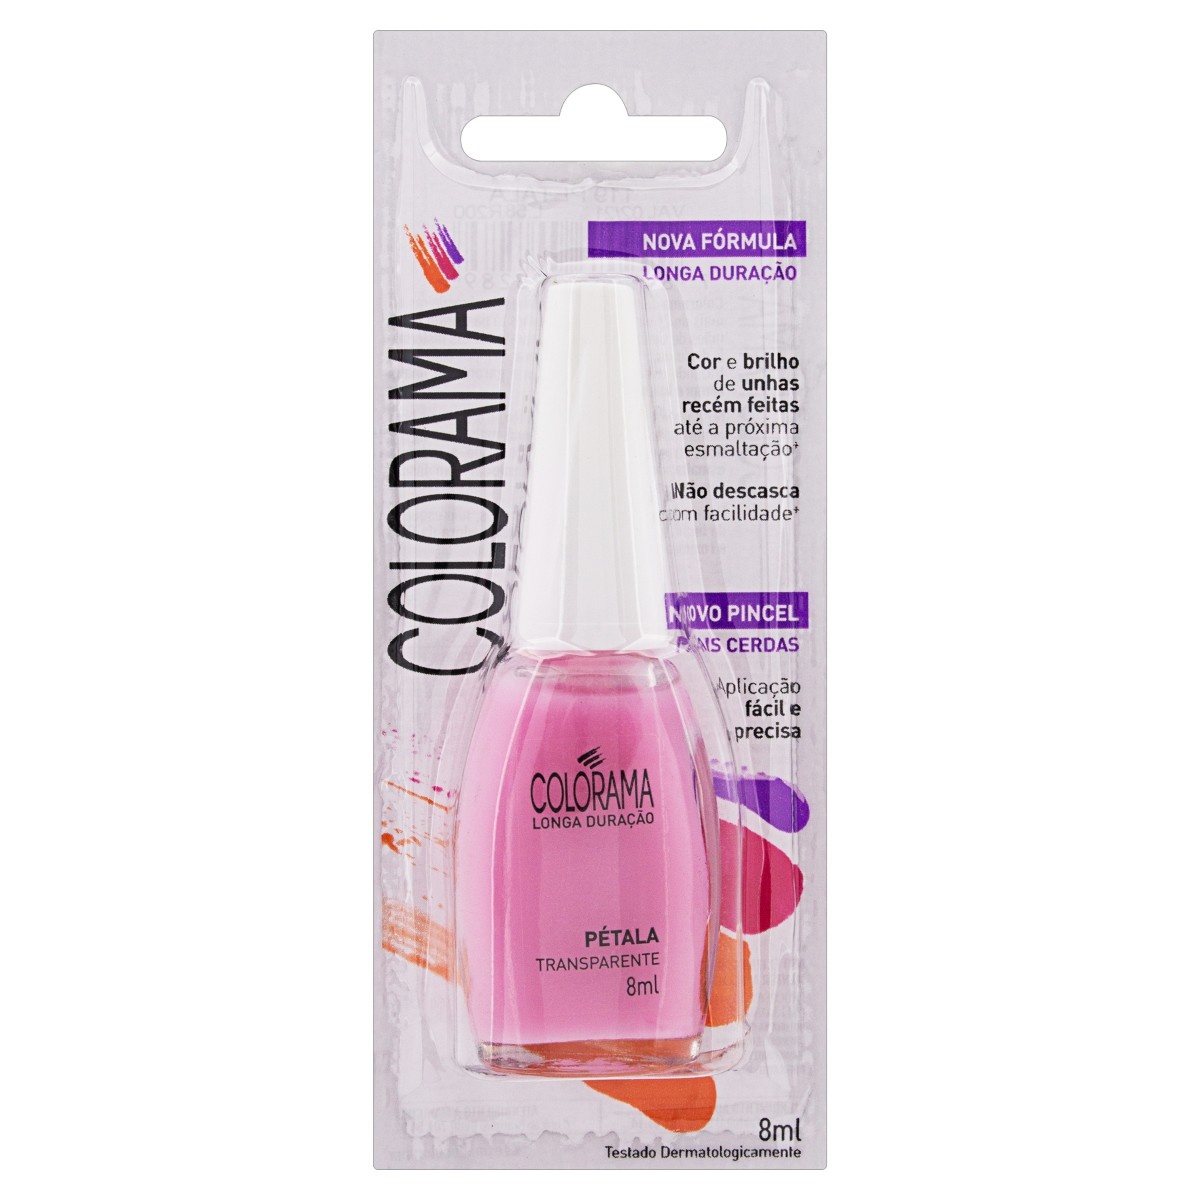 NOVA FÓRMULA
LONGA DURAÇÃO
COLORAMA
Cor e brilho
de unhas
recém feitas
até a próxima
esmaltação+
Não descasca
com facilidade+
NOVO PINCEL
MAIS CERDAS
Aplicação
fácil e
precisa
COLORAMA
LONGA DURAÇÃO
PÉTALA
TRANSPARENTE
8ml
8ml
Testado Dermatologicamente